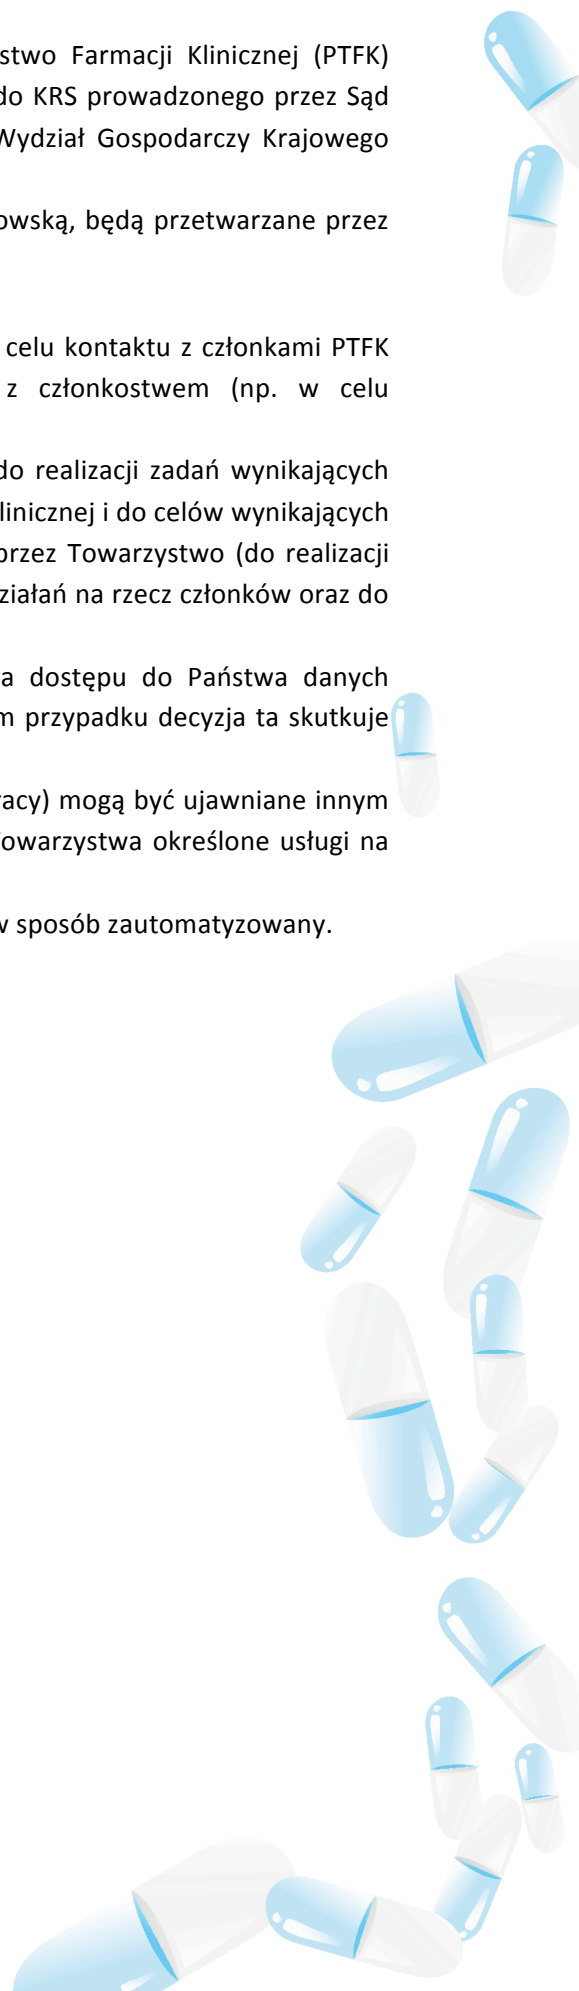 stwo Farmacji Klinicznej (PTFK)
do KRS prowadzonego przez Sąd
Wydział Gospodarczy Krajowego
owską, będą przetwarzane przez
celu kontaktu z członkami PTFK
z członkostwem (np. w celu
do realizacji zadań wynikających
linicznej i do celów wynikających
przez Towarzystwo (do realizacji
ziałań na rzecz członków oraz do
a dostępu do Państwa danych
m przypadku decyzja ta skutkuje
racy) mogą być ujawniane innym
owarzystwa określone usługi na
w sposób zautomatyzowany.